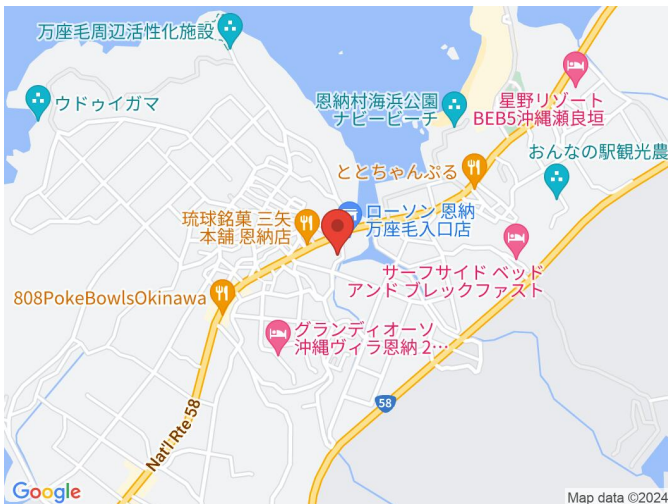 万座毛周辺活性化施設
ウドゥイガマ
恩納村海浜公園
ナビービーチ
星野リゾート
BEB5沖縄瀬良垣
おんなの駅観光農
ととちゃんぷる
琉球銘菓 三矢
本舗 恩納店
ローソン 恩納
万座毛入口店
サーフサイド ベッド
アンド ブレックファスト
808PokeBowlsOkinawa
グランディオーソ
沖縄ヴィラ恩納 2…
58
Nat'l Rte 58
Google
Map data ©2024